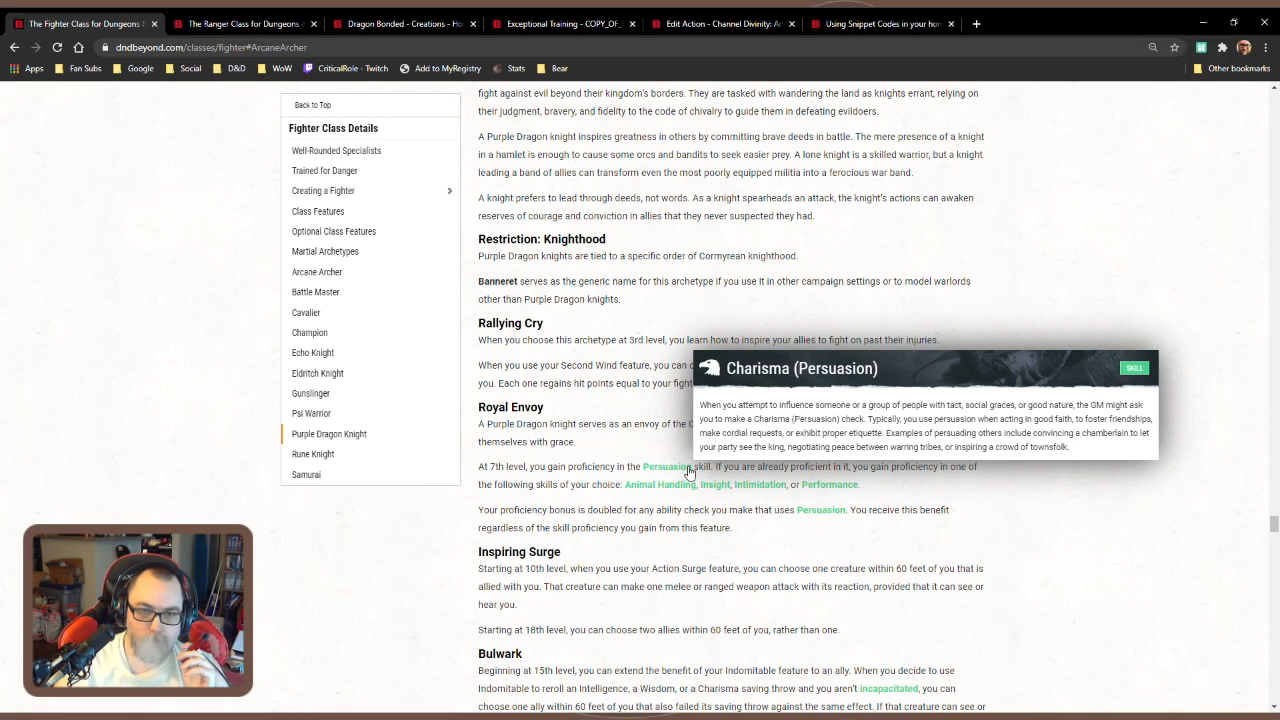 The Fighter Class for Dungeons &
The Ranger Class for Dungeons &
Dragon Bonded - Creations - Ho
Exceptional Training - COPY_OF_
Edit Action - Channel Divinity: A
Using Snippet Codes in your hom
dndbeyond.com/classes/fighter#ArcaneArcher
Apps
Fan Subs
Google
Social
D&D
WoW
CriticalRole - Twitch
Add to MyRegistry
Stats
Bear
Other bookmarks
Back to Top
Fighter Class Details
Well-Rounded Specialists
Trained for Danger
Creating a Fighter
Class Features
Optional Class Features
Martial Archetypes
Arcane Archer
Battle Master
Cavalier
Champion
Echo Knight
Eldritch Knight
Gunslinger
Psi Warrior
Purple Dragon Knight
Rune Knight
Samurai
fight against evil beyond their kingdom's borders. They are tasked with wandering the land as knights errant, relying on
their judgment, bravery, and fidelity to the code of chivalry to guide them in defeating evildoers.
A Purple Dragon knight inspires greatness in others by committing brave deeds in battle. The mere presence of a knight
in a hamlet is enough to cause some orcs and bandits to seek easier prey. A lone knight is a skilled warrior, but a knight
leading a band of allies can transform even the most poorly equipped militia into a ferocious war band.
A knight prefers to lead through deeds, not words. As a knight spearheads an attack, the knight's actions can awaken
reserves of courage and conviction in allies that they never suspected they had.
Restriction: Knighthood
Purple Dragon knights are tied to a specific order of Cormyrean knighthood.
Banneret serves as the generic name for this archetype if you use it in other campaign settings or to model warlords
other than Purple Dragon knights.
Rallying Cry
When you choose this archetype at 3rd level, you learn how to inspire your allies to fight on past their injuries.
When you use your Second Wind feature, you can c
you. Each one regains hit points equal to your fight
Royal Envoy
A Purple Dragon knight serves as an envoy of the C
themselves with grace.
Charisma (Persuasion)
SKILL
When you attempt to influence someone or a group of people with tact, social graces, or good nature, the GM might ask
you to make a Charisma (Persuasion) check. Typically, you use persuasion when acting in good faith, to foster friendships,
make cordial requests, or exhibit proper etiquette. Examples of persuading others include convincing a chamberlain to let
your party see the king, negotiating peace between warring tribes, or inspiring a crowd of townsfolk.
At 7th level, you gain proficiency in the Persuasion skill. If you are already proficient in it, you gain proficiency in one of
the following skills of your choice: Animal Handling, Insight, Intimidation, or Performance.
Your proficiency bonus is doubled for any ability check you make that uses Persuasion. You receive this benefit
regardless of the skill proficiency you gain from this feature.
Inspiring Surge
Starting at 10th level, when you use your Action Surge feature, you can choose one creature within 60 feet of you that is
allied with you. That creature can make one melee or ranged weapon attack with its reaction, provided that it can see or
hear you.
Starting at 18th level, you can choose two allies within 60 feet of you, rather than one.
Bulwark
Beginning at 15th level, you can extend the benefit of your Indomitable feature to an ally. When you decide to use
Indomitable to reroll an Intelligence, a Wisdom, or a Charisma saving throw and you aren't incapacitated, you can
choose one ally within 60 feet of you that also failed its saving throw against the same effect. If that creature can see or